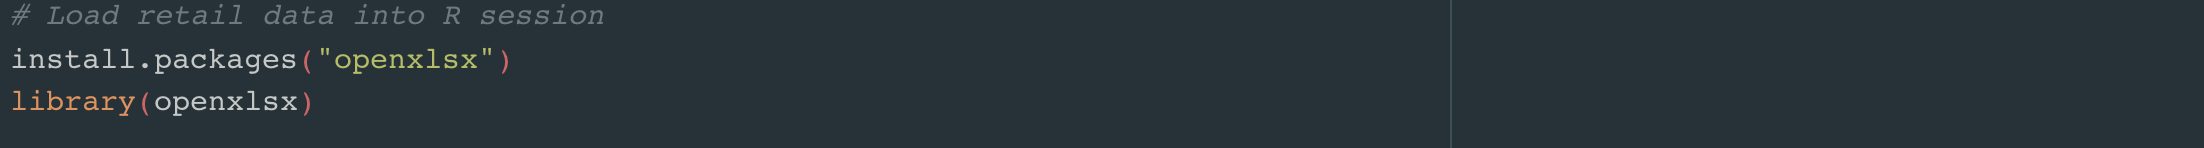 # Load retail data into R session
install.packages("openxlsx")
library(openxlsx)